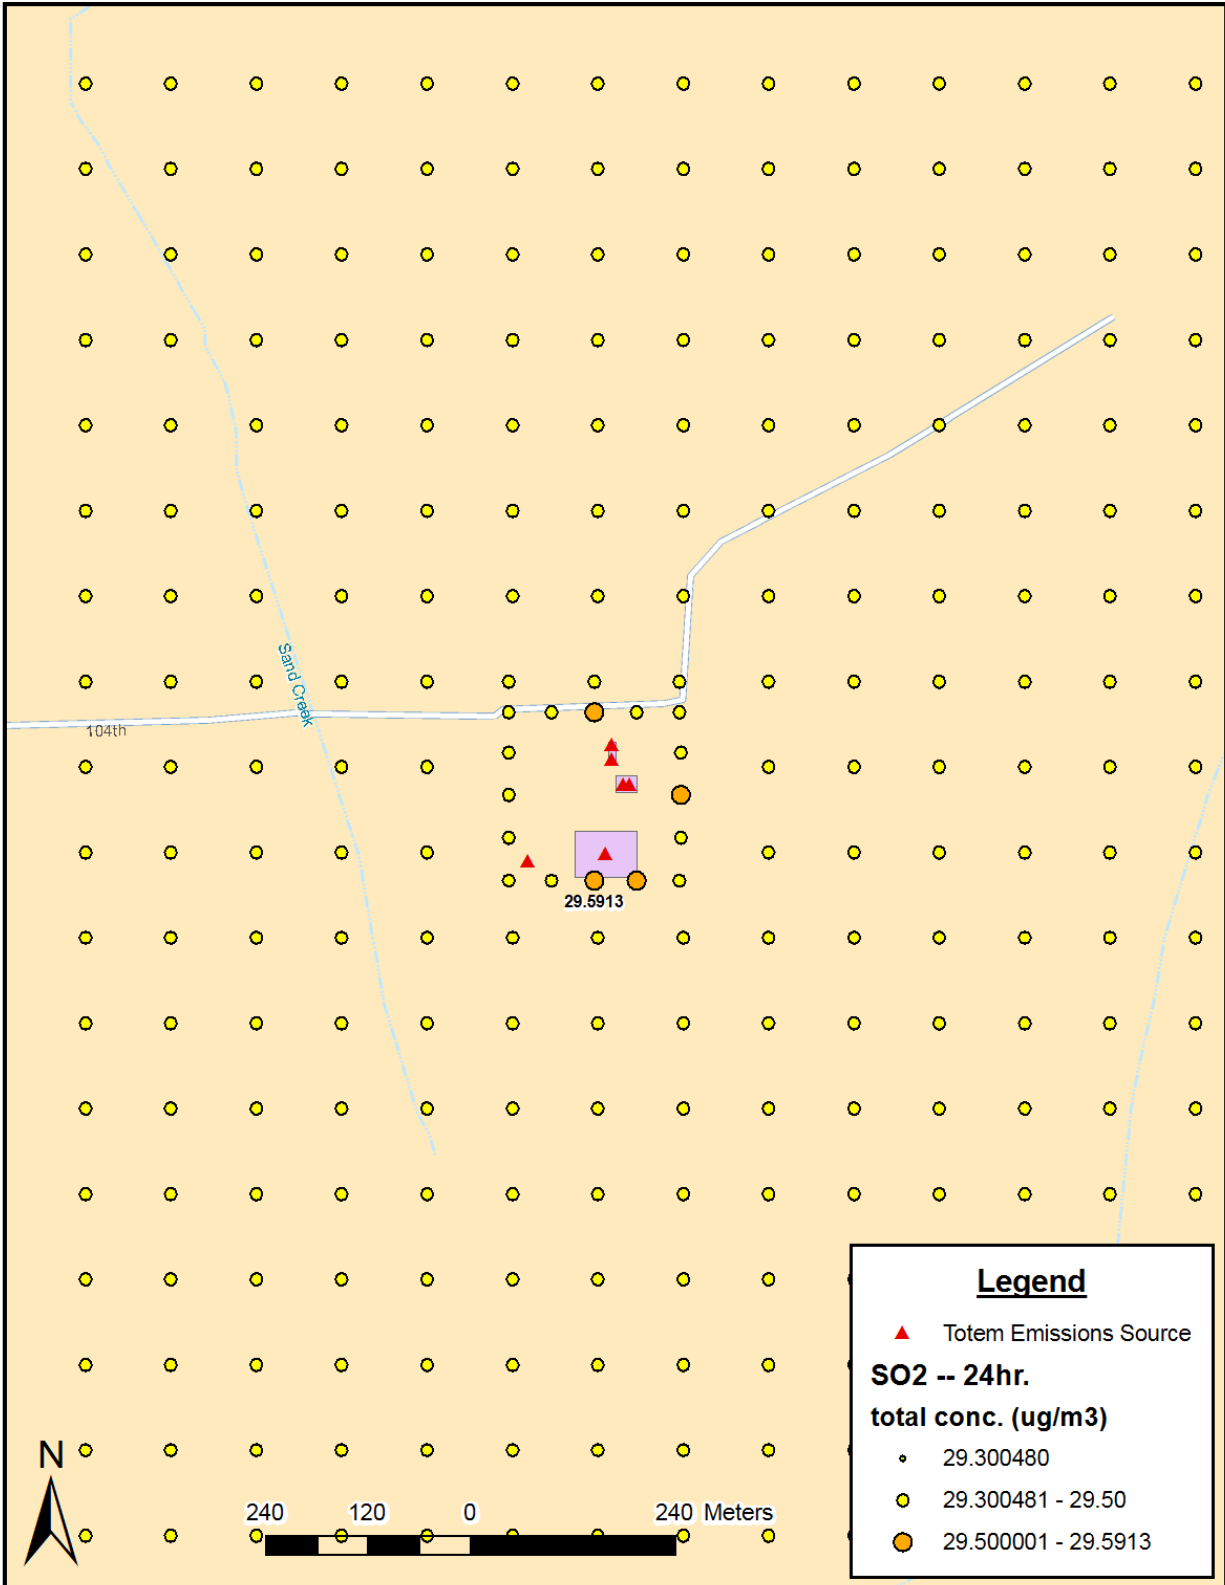 Sand Creek
104th
29.5913
N
240 120 0 240 Meters
Legend
Totem Emissions Source
SO2 -- 24hr.
total conc. (ug/m3)
29.300480
29.300481 - 29.50
29.500001 - 29.5913